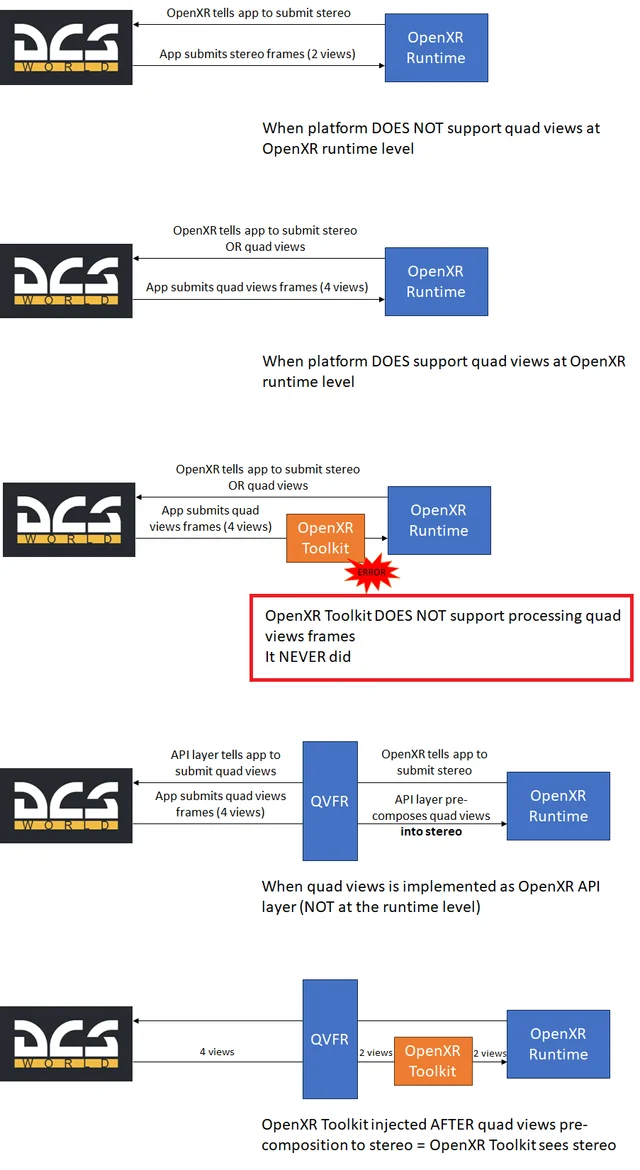 OpenXR tells app to submit stereo
DCS
WORLD
App submits stereo frames (2 views)
OpenXR
Runtime
When platform DOES NOT support quad views at
OpenXR runtime level
OpenXR tells app to submit stereo
OR quad views
DCS
WORLD
App submits quad views frames (4 views)
OpenXR
Runtime
When platform DOES support quad views at OpenXR
runtime level
OpenXR tells app to submit stereo
OR quad views
DCS
WORLD
App submits quad
views frames (4 views)
OpenXR
Toolkit
OpenXR
Runtime
ERROR
OpenXR Toolkit DOES NOT support processing quad
views frames
It NEVER did
API layer tells app to
submit quad views
DCS
WORLD
App submits quad views
frames (4 views)
QVFR
OpenXR tells app to
submit stereo
API layer pre-
composes quad views
into stereo
OpenXR
Runtime
When quad views is implemented as OpenXR API
layer (NOT at the runtime level)
DCS
WORLD
4 views
QVFR
2 views
OpenXR
Toolkit
2 views
OpenXR
Runtime
OpenXR Toolkit injected AFTER quad views pre-
composition to stereo = OpenXR Toolkit sees stereo